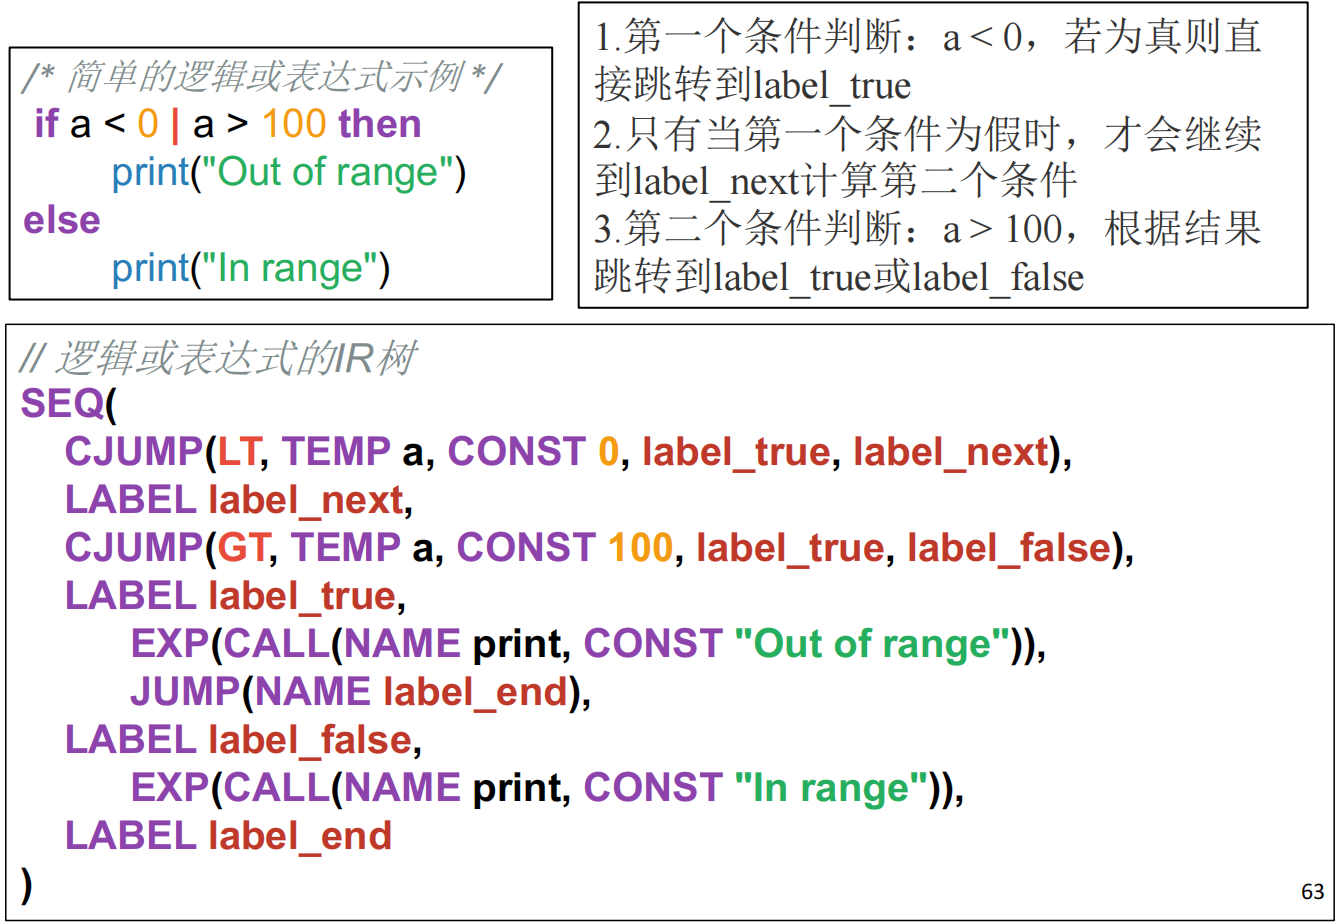 /* 简单的逻辑或表达式示例 */
if a < 0 | a > 100 then
print("Out of range")
else
print("In range")
1.第一个条件判断：a < 0，若为真则直
接跳转到label_true
2.只有当第一个条件为假时，才会继续
到label_next计算第二个条件
3.第二个条件判断：a > 100，根据结果
跳转到label_true或label_false
// 逻辑或表达式的IR树
SEQ(
CJUMP(LT, TEMP a, CONST 0, label_true, label_next),
LABEL label_next,
CJUMP(GT, TEMP a, CONST 100, label_true, label_false),
LABEL label_true,
EXP(CALL(NAME print, CONST "Out of range")),
JUMP(NAME label_end),
LABEL label_false,
EXP(CALL(NAME print, CONST "In range")),
LABEL label_end
)
63